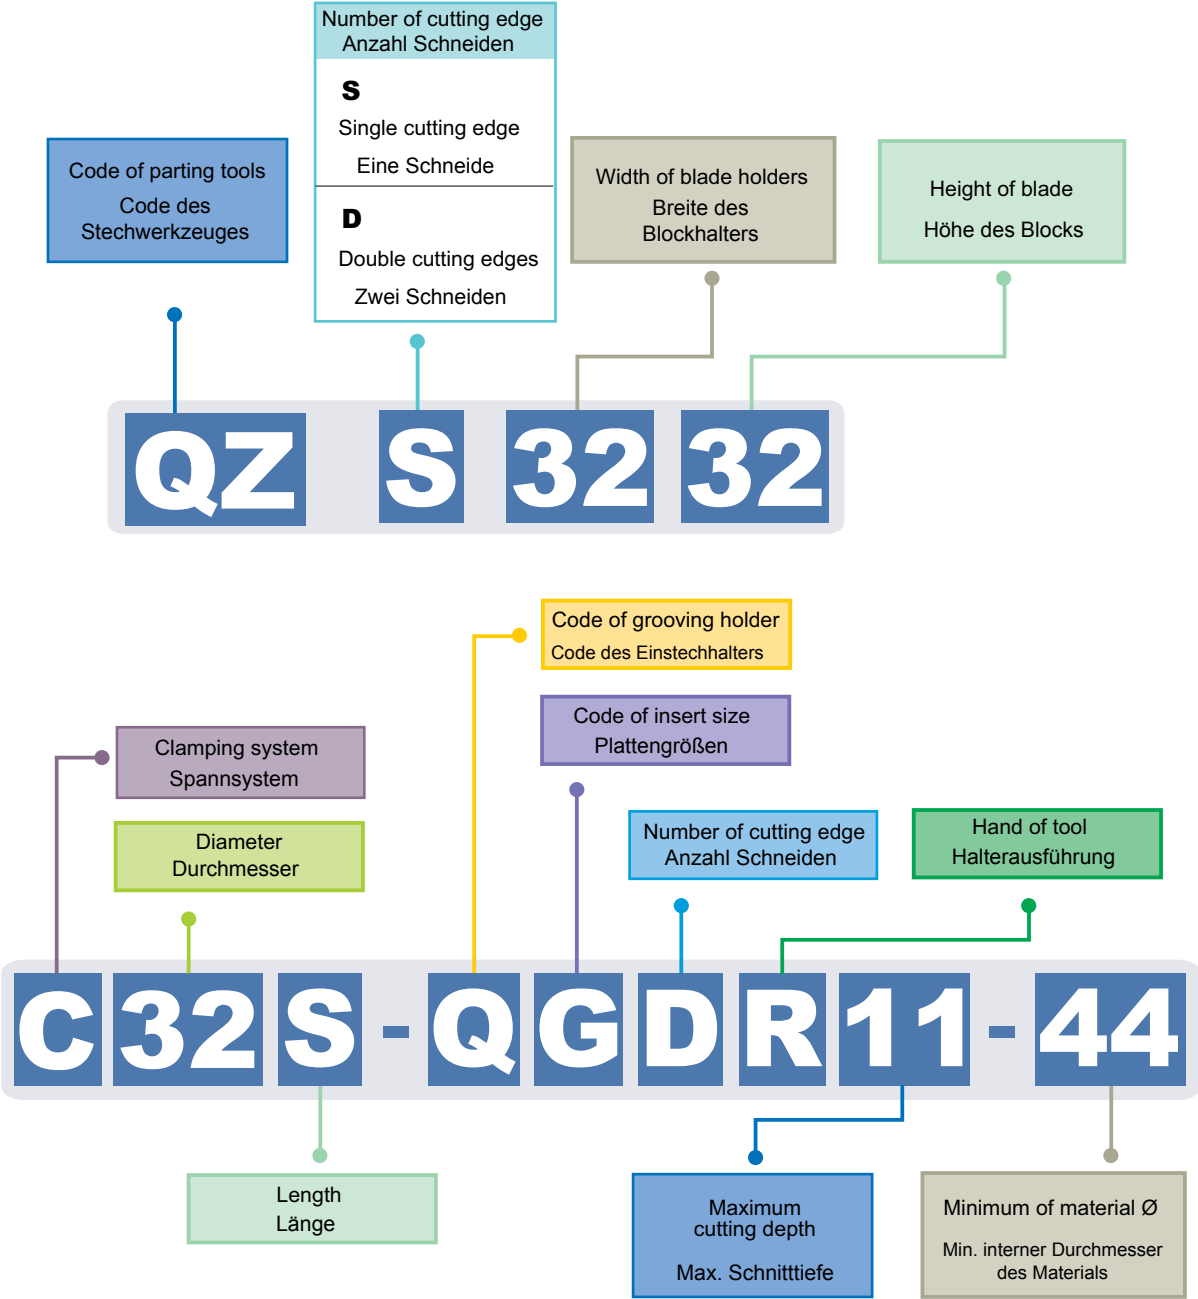 Number of cutting edge
Anzahl Schneiden
S
Single cutting edge
Eine Schneide
D
Double cutting edges
Zwei Schneiden
Code of parting tools
Code des
Stechwerkzeuges
Width of blade holders
Breite des
Blockhalters
Height of blade
Höhe des Blocks
QZ S 32 32
Code of grooving holder
Code des Einstechhalters
Code of insert size
Plattengrößen
Clamping system
Spannsystem
Diameter
Durchmesser
Number of cutting edge
Anzahl Schneiden
Hand of tool
Halterausführung
C 32 S - Q G D R 11 - 44
Length
Länge
Maximum
cutting depth
Max. Schnitttiefe
Minimum of material Ø
Min. interner Durchmesser
des Materials